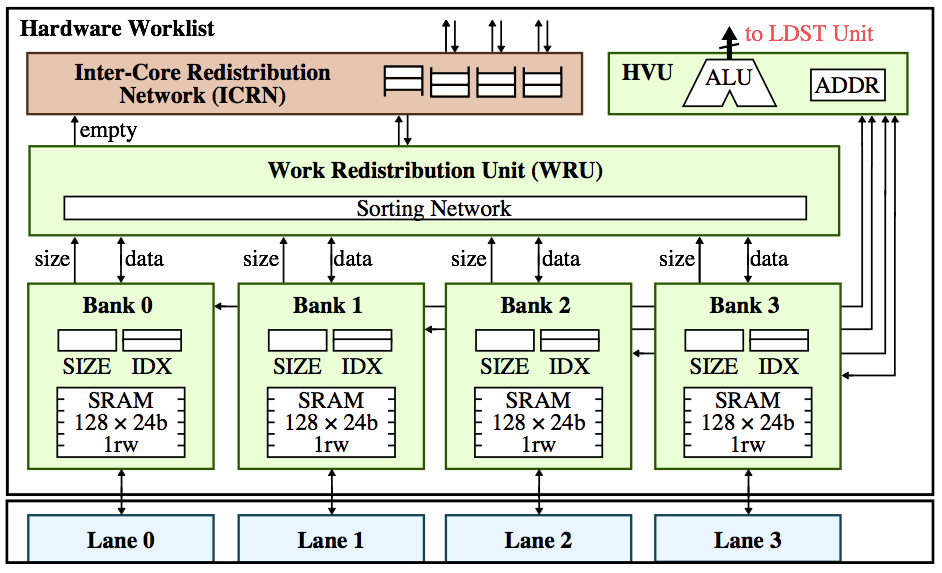 Hardware Worklist
to LDST Unit
Inter-Core Redistribution
Network (ICRN)
HVU
ALU
ADDR
empty
Work Redistribution Unit (WRU)
Sorting Network
size
data
size
data
size
data
size
data
Bank 0
SIZE
IDX
SRAM
128 × 24b
1rw
Bank 1
SIZE
IDX
SRAM
128 × 24b
1rw
Bank 2
SIZE
IDX
SRAM
128 × 24b
1rw
Bank 3
SIZE
IDX
SRAM
128 × 24b
1rw
Lane 0
Lane 1
Lane 2
Lane 3